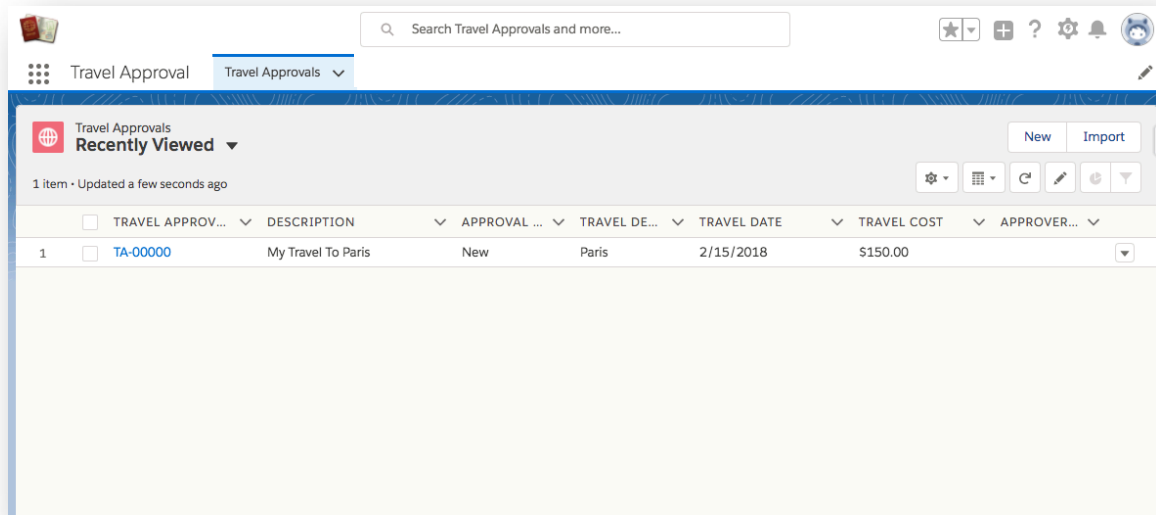 Search Travel Approvals and more...
Travel Approval
Travel Approvals
Travel Approvals
Recently Viewed
New Import
1 item • Updated a few seconds ago
TRAVEL APPROV... DESCRIPTION APPROVAL ... TRAVEL DE... TRAVEL DATE TRAVEL COST APPROVER...
1 TA-00000 My Travel To Paris New Paris 2/15/2018 $150.00